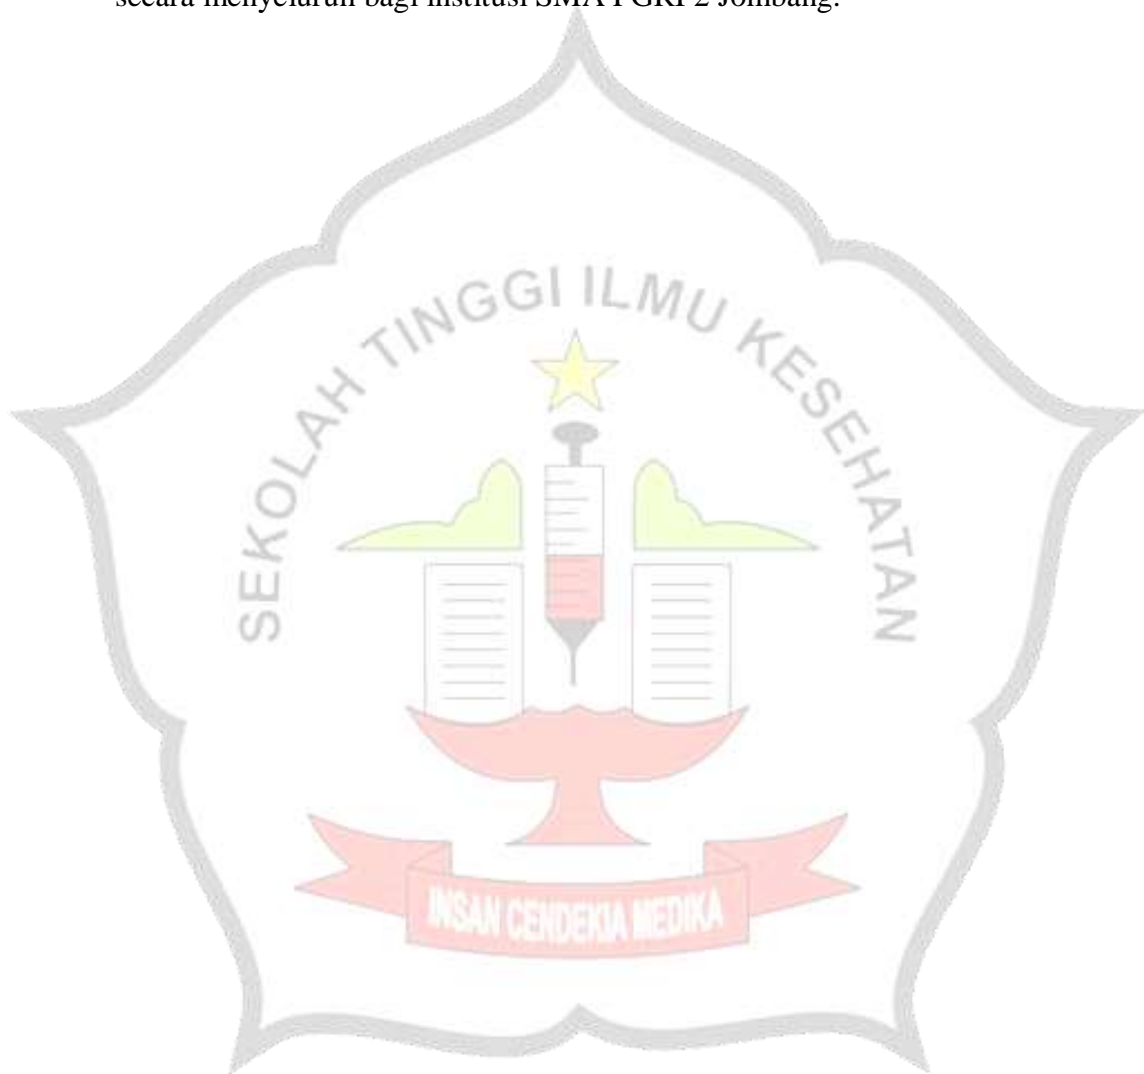 secara menyeluruh bagi institusi SMA PGRI 2 Jombang.
SEKOLAH TINGGI ILMU KESEHATAN
INSAN CENDEKIA MEDIKA